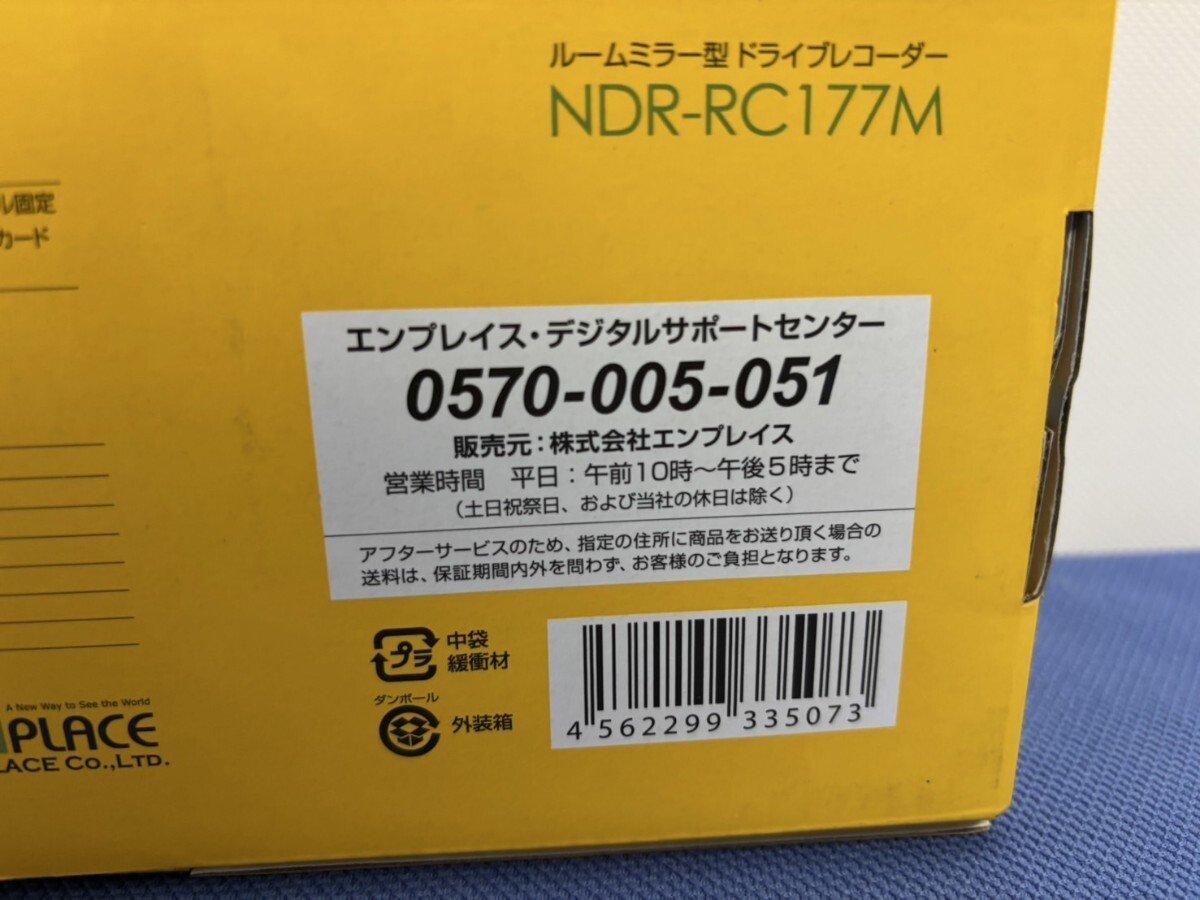 ルームミラー型 ドライブレコーダー
NDR-RC177M
ル固定
カード
エンプレイス・デジタルサポートセンター
0570-005-051
販売元：株式会社エンプレイス
営業時間　平日：午前10時～午後5時まで
（土日祝祭日、および当社の休日は除く）
アフターサービスのため、指定の住所に商品をお送り頂く場合の
送料は、保証期間内外を問わず、お客様のご負担となります。
プラ
中袋
緩衝材
ダンボール
外装箱
4 562299 335073
A New Way to See the World
PLACE
LACE CO.,LTD.